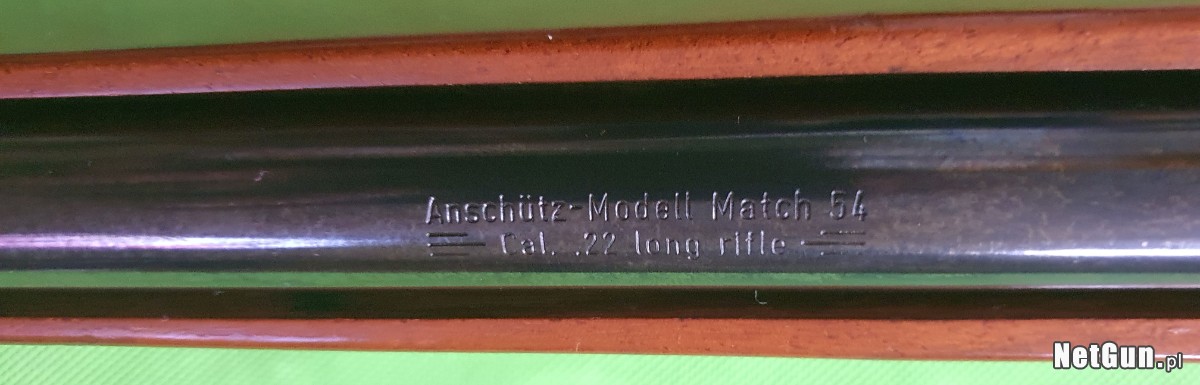 Anschütz-Modell Match 54
Cal. .22 long rifle
NetGun.pl